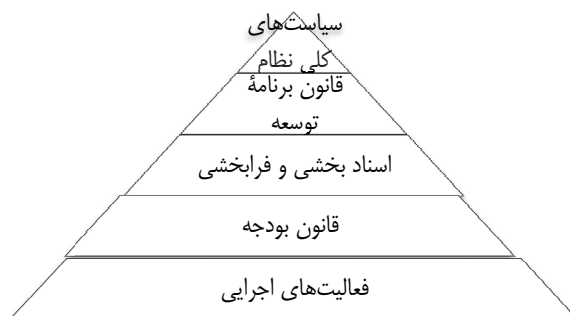 سیاست‌های
کلی نظام
قانون برنامهٔ
توسعه
اسناد بخشی و فرابخشی
قانون بودجه
فعالیت‌های اجرایی